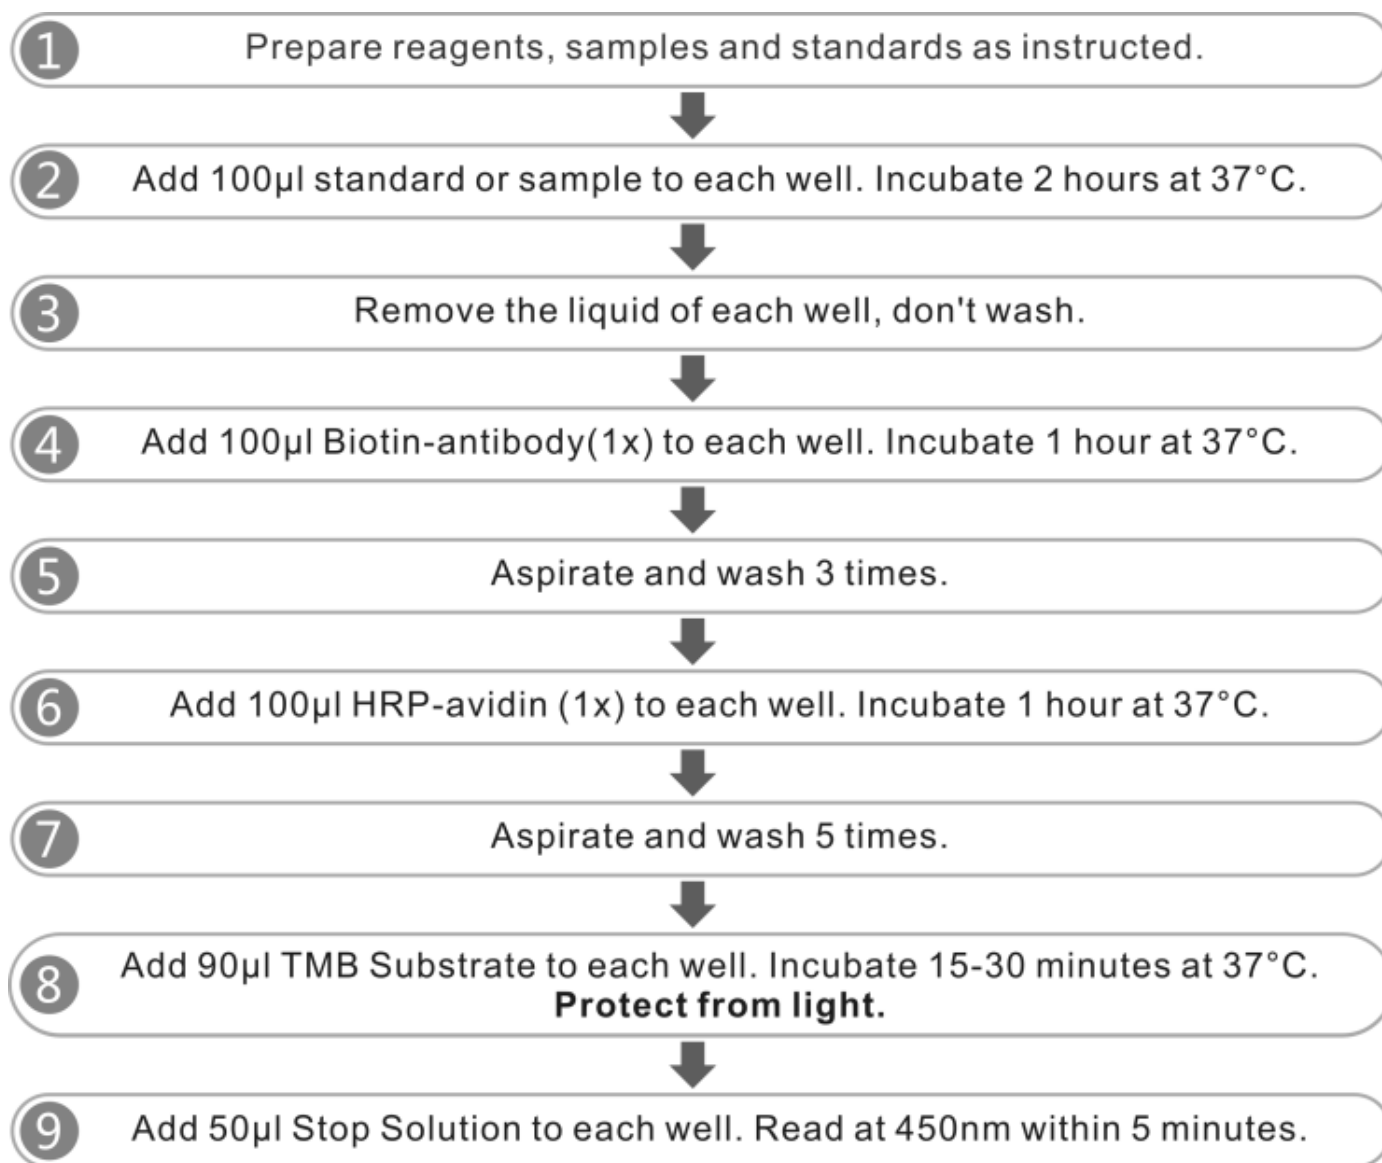 1 Prepare reagents, samples and standards as instructed.
2 Add 100µl standard or sample to each well. Incubate 2 hours at 37°C.
3 Remove the liquid of each well, don't wash.
4 Add 100µl Biotin-antibody(1x) to each well. Incubate 1 hour at 37°C.
5 Aspirate and wash 3 times.
6 Add 100µl HRP-avidin (1x) to each well. Incubate 1 hour at 37°C.
7 Aspirate and wash 5 times.
8 Add 90µl TMB Substrate to each well. Incubate 15-30 minutes at 37°C.
Protect from light.
9 Add 50µl Stop Solution to each well. Read at 450nm within 5 minutes.